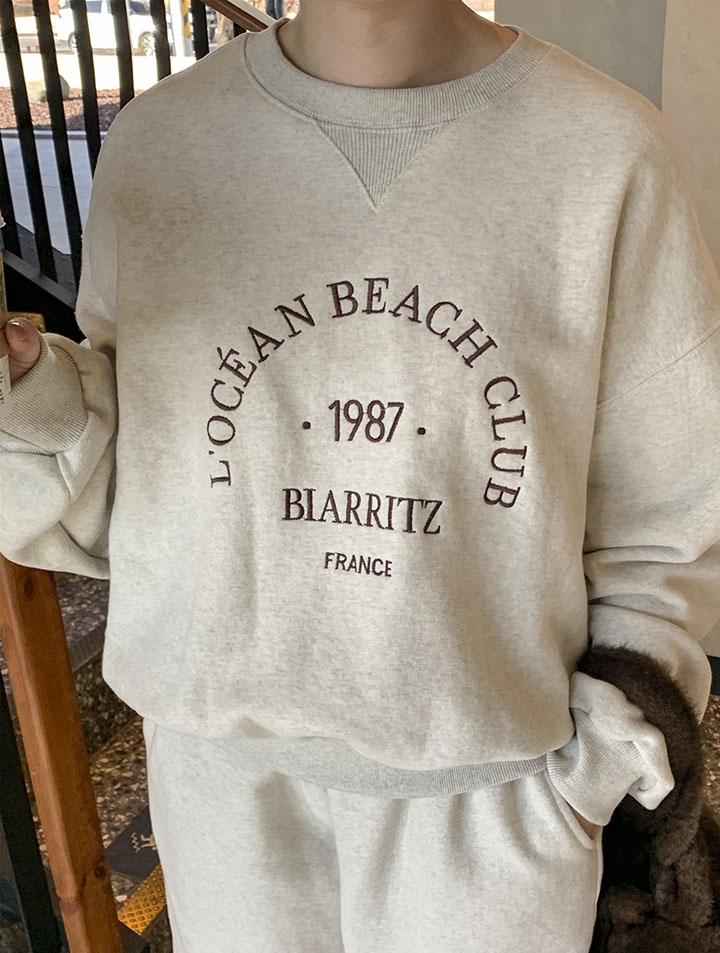 L'OCÉAN BEACH CLUB
· 1987 ·
BIARRITZ
FRANCE